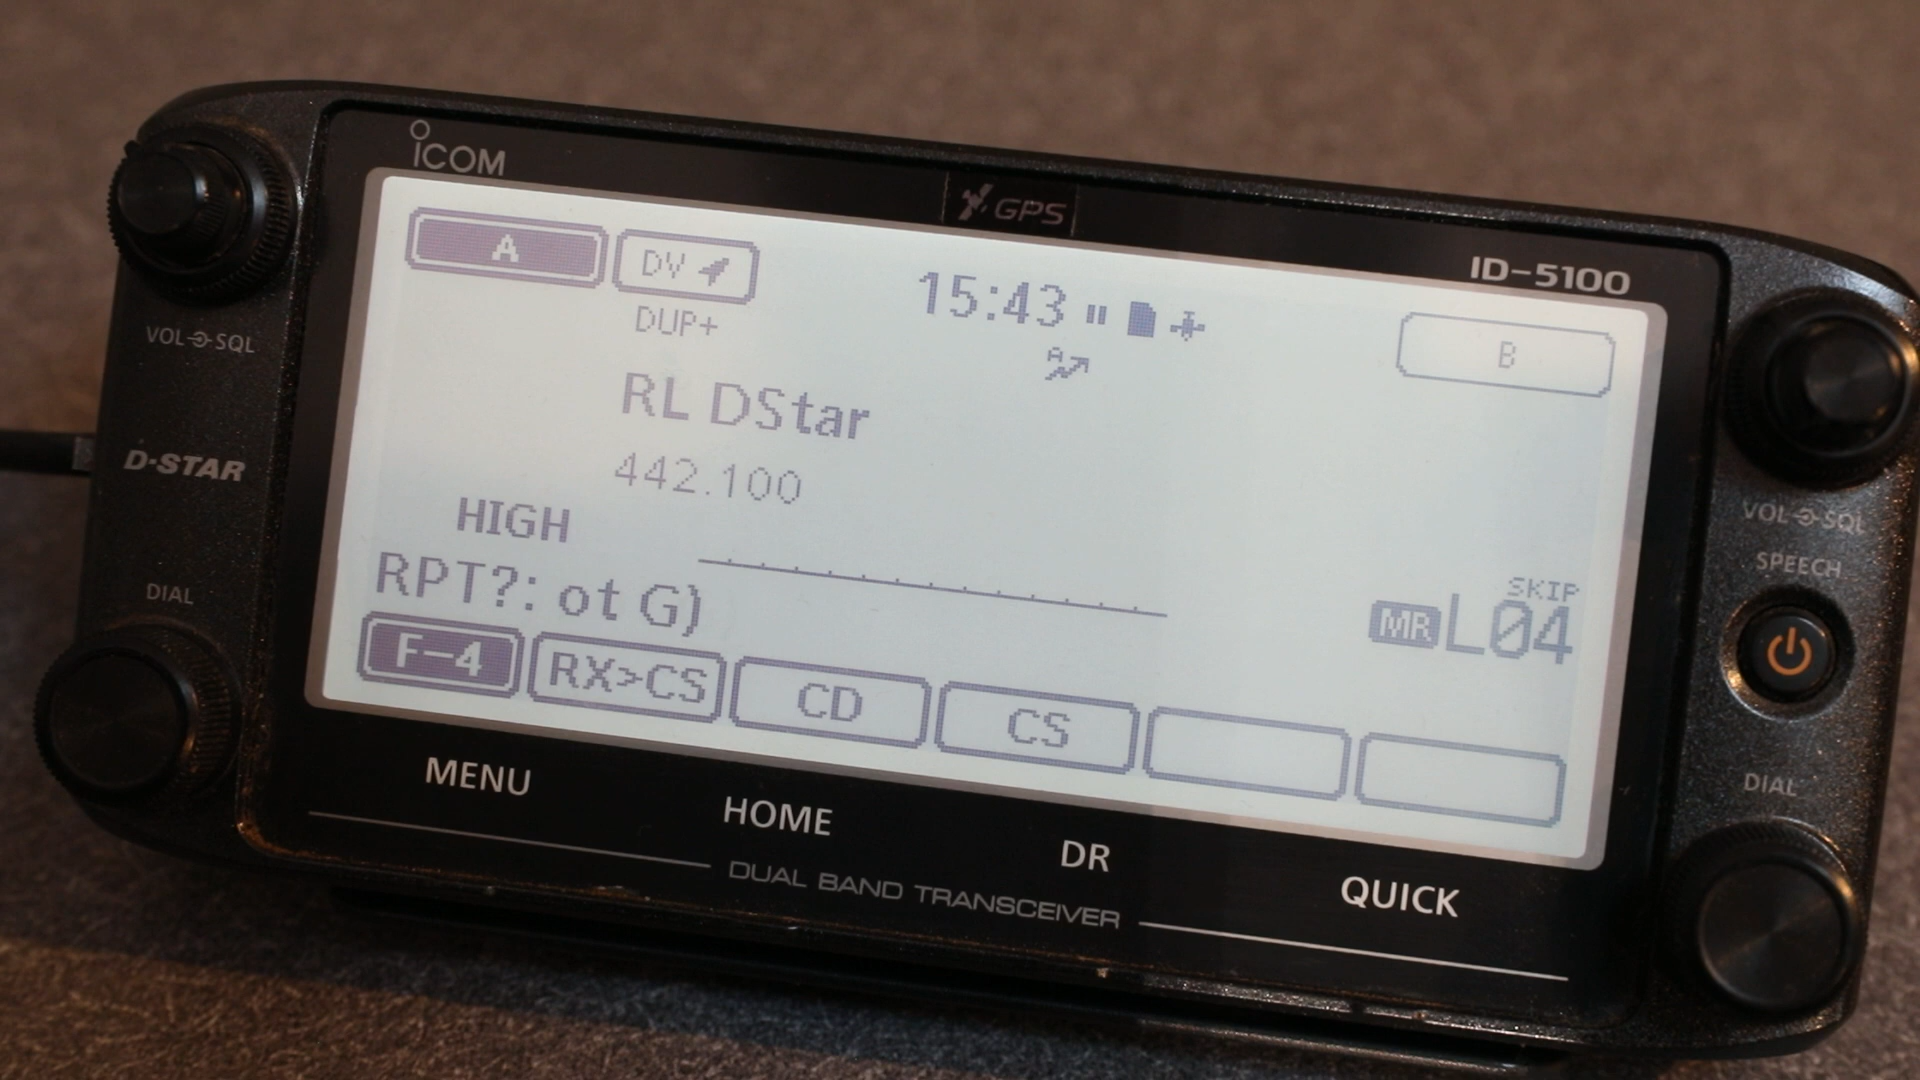 ICOM
GPS
ID-5100
A
DV
DUP+
15:43
B
VOL SQL
RL DStar
442.100
D-STAR
HIGH
VOL SQL
SPEECH
RPT?: ot G)
SKIP
MR L04
DIAL
F-4
RX>CS
CD
CS
DIAL
MENU
HOME
DR
QUICK
DUAL BAND TRANSCEIVER